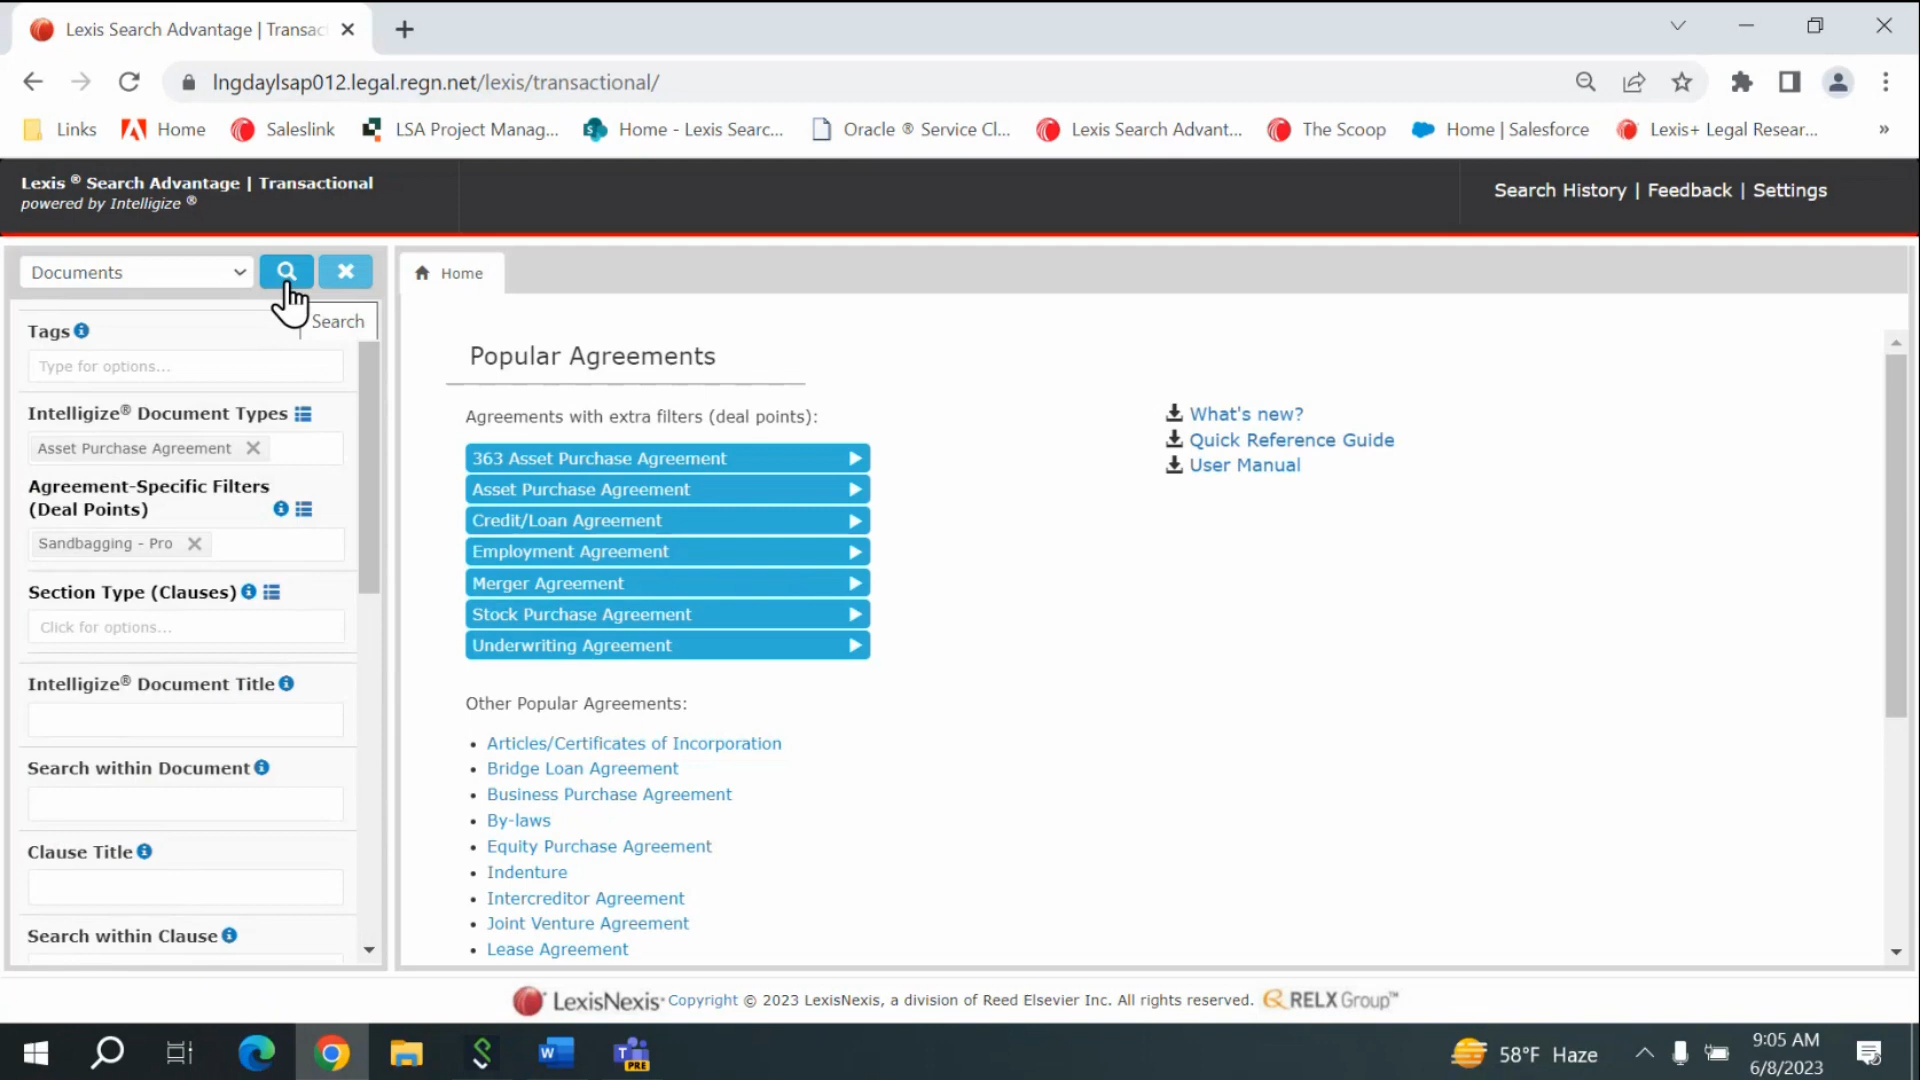 Lexis Search Advantage | Transac
lngdaylsap012.legal.regn.net/lexis/transactional/
Links Home Saleslink LSA Project Manag... Home - Lexis Searc... Oracle ® Service Cl... Lexis Search Advant... The Scoop Home | Salesforce Lexis+ Legal Resear... »
Lexis ® Search Advantage | Transactional
powered by Intelligize ®
Search History | Feedback | Settings
Documents
Search
Home
Tags
Type for options...
Intelligize® Document Types
Asset Purchase Agreement
Agreement-Specific Filters
(Deal Points)
Sandbagging - Pro
Section Type (Clauses)
Click for options...
Intelligize® Document Title
Search within Document
Clause Title
Search within Clause
Popular Agreements
Agreements with extra filters (deal points):
363 Asset Purchase Agreement
Asset Purchase Agreement
Credit/Loan Agreement
Employment Agreement
Merger Agreement
Stock Purchase Agreement
Underwriting Agreement
Other Popular Agreements:
• Articles/Certificates of Incorporation
• Bridge Loan Agreement
• Business Purchase Agreement
• By-laws
• Equity Purchase Agreement
• Indenture
• Intercreditor Agreement
• Joint Venture Agreement
• Lease Agreement
What's new?
Quick Reference Guide
User Manual
LexisNexis® Copyright © 2023 LexisNexis, a division of Reed Elsevier Inc. All rights reserved. RELX Group™
PRE
58°F Haze
9:05 AM
6/8/2023